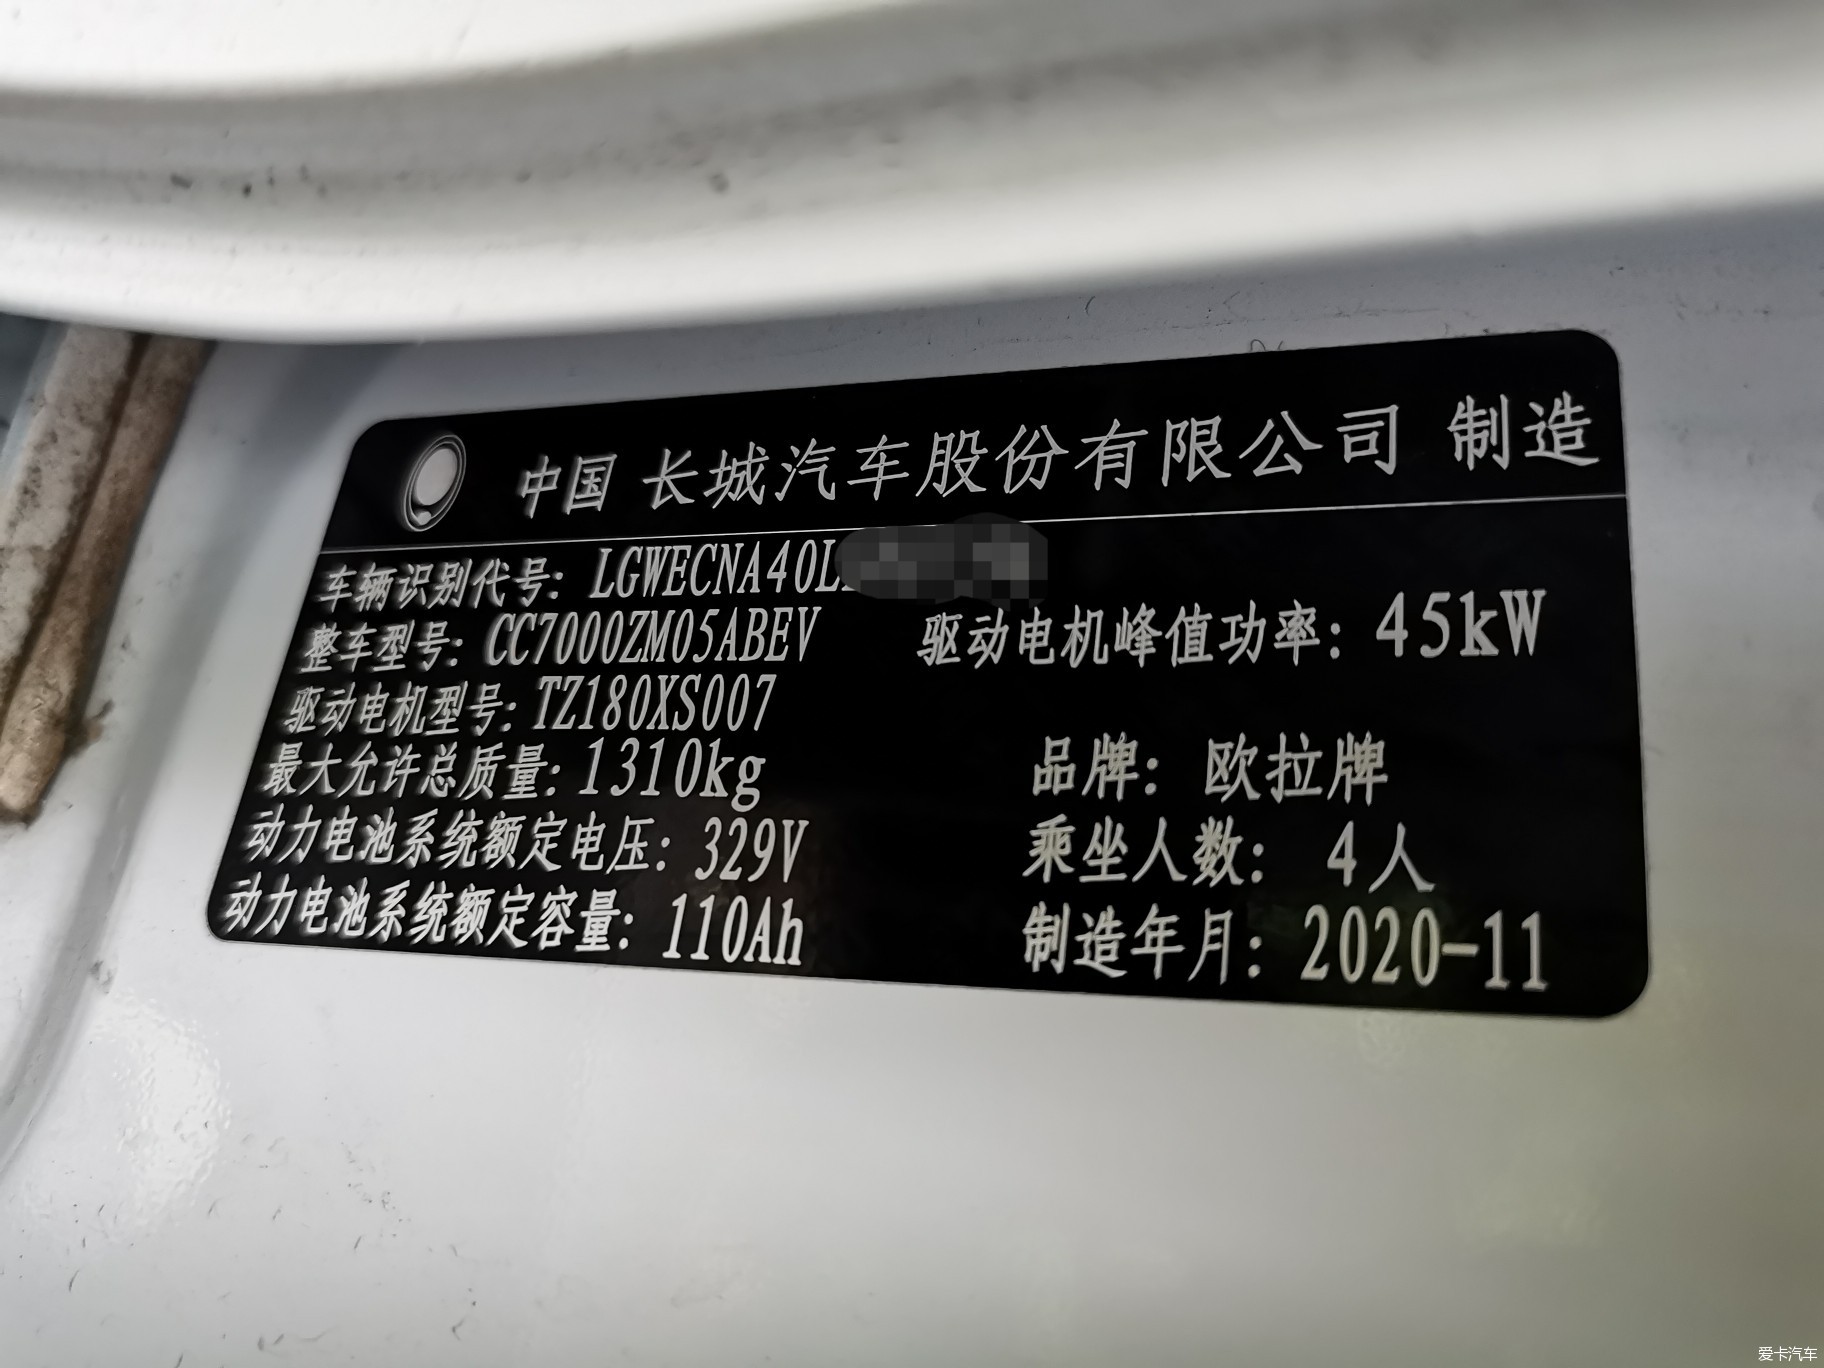 中国 长城汽车股份有限公司 制造
车辆识别代号: LGWECNA40L
整车型号: CC7000ZM05ABEV 驱动电机峰值功率: 45kW
驱动电机型号: TZ180XS007
最大允许总质量: 1310kg 品牌: 欧拉牌
动力电池系统额定电压: 329V 乘坐人数: 4人
动力电池系统额定容量: 110Ah 制造年月: 2020-11
爱卡汽车